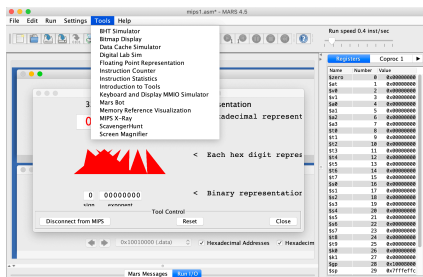 mips1.asm* - MARS 4.5
File Edit Run Settings Tools Help
BHT Simulator
Bitmap Display
Data Cache Simulator
Digital Lab Sim
Floating Point Representation
Instruction Counter
Instruction Statistics
Introduction to Tools
Keyboard and Display MMIO Simulator
Mars Bot
Memory Reference Visualization
MIPS X-Ray
ScavengerHunt
Screen Magnifier
Run speed 0.4 inst/sec
Registers Coproc 1
Name Number Value
$zero 0 0x00000000
$at 1 0x00000000
$v0 2 0x00000000
$v1 3 0x00000000
$a0 4 0x00000000
$a1 5 0x00000000
$a2 6 0x00000000
$a3 7 0x00000000
$t0 8 0x00000000
$t1 9 0x00000000
$t2 10 0x00000000
$t3 11 0x00000000
$t4 12 0x00000000
$t5 13 0x00000000
$t6 14 0x00000000
$t7 15 0x00000000
$s0 16 0x00000000
$s1 17 0x00000000
$s2 18 0x00000000
$s3 19 0x00000000
$s4 20 0x00000000
$s5 21 0x00000000
$s6 22 0x00000000
$s7 23 0x00000000
$t8 24 0x00000000
$t9 25 0x00000000
$k0 26 0x00000000
$k1 27 0x00000000
$gp 28 0x10008000
$sp 29 0x7fffeffc
3 sentation
0 adecimal represent
< Each hex digit repres
0 00000000 < Binary representation
sign exponent
Tool Control
Disconnect from MIPS Reset Close
0x10010000 (.data) Hexadecimal Addresses Hexadecim
Mars Messages Run I/O